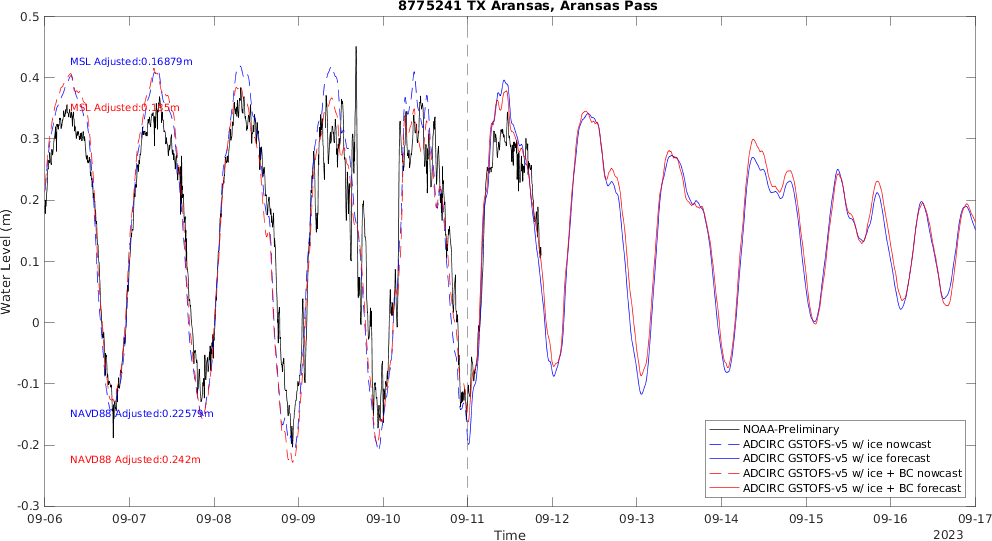 8775241 TX Aransas, Aransas Pass
0.5
0.4
0.3
0.2
0.1
0
-0.1
-0.2
-0.3
Water Level (m)
MSL Adjusted:0.16879m
MSL Adjusted:0.185m
NAVD88 Adjusted:0.22579m
NAVD88 Adjusted:0.242m
NOAA-Preliminary
ADCIRC GSTOFS-v5 w/ ice nowcast
ADCIRC GSTOFS-v5 w/ ice forecast
ADCIRC GSTOFS-v5 w/ ice + BC nowcast
ADCIRC GSTOFS-v5 w/ ice + BC forecast
09-06 09-07 09-08 09-09 09-10 09-11 09-12 09-13 09-14 09-15 09-16 09-17
Time
2023